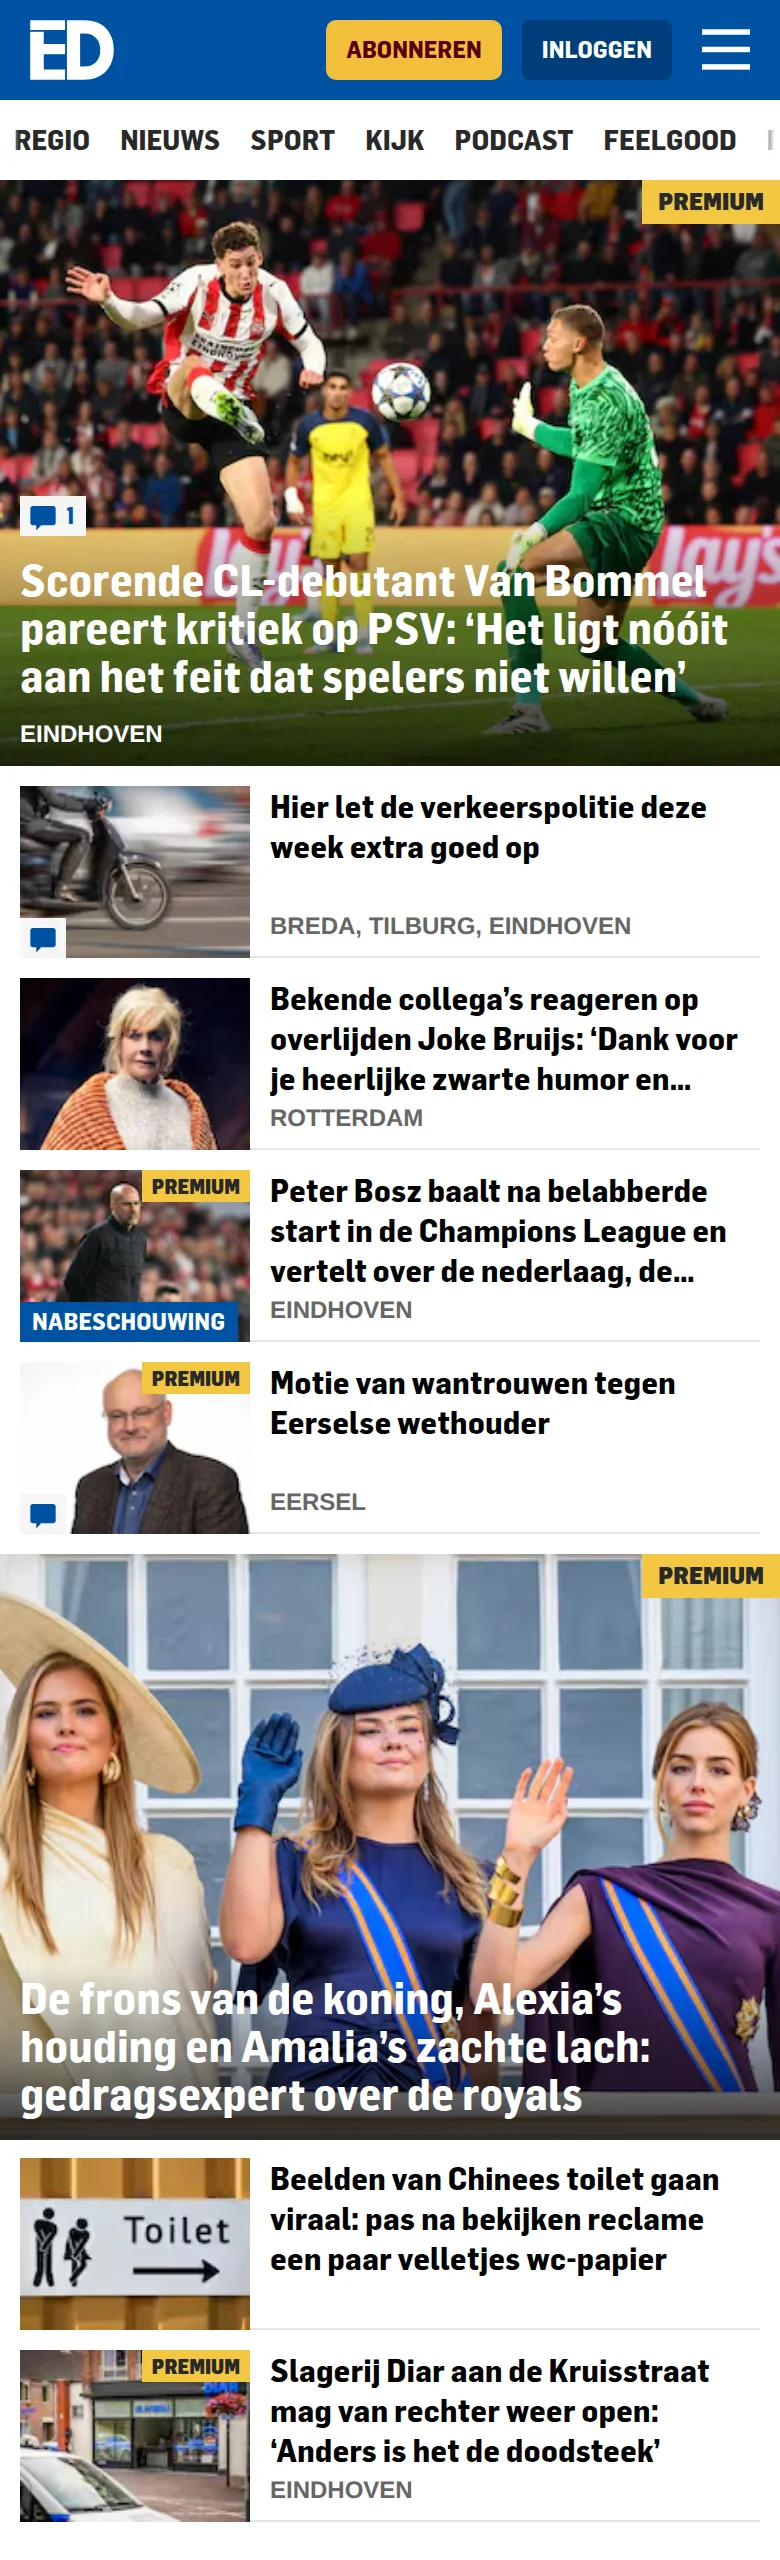 ED
ABONNEREN
INLOGGEN
REGIO NIEUWS SPORT KIJK PODCAST FEELGOOD
PREMIUM
1
Scorende CL-debutant Van Bommel
pareert kritiek op PSV: ‘Het ligt nóóit
aan het feit dat spelers niet willen’
EINDHOVEN
Hier let de verkeerspolitie deze
week extra goed op
BREDA, TILBURG, EINDHOVEN
Bekende collega’s reageren op
overlijden Joke Bruijs: ‘Dank voor
je heerlijke zwarte humor en...
ROTTERDAM
PREMIUM
NABESCHOUWING
Peter Bosz baalt na belabberde
start in de Champions League en
vertelt over de nederlaag, de...
EINDHOVEN
PREMIUM
Motie van wantrouwen tegen
Eerselse wethouder
EERSEL
PREMIUM
De frons van de koning, Alexia’s
houding en Amalia’s zachte lach:
gedragsexpert over de royals
Toilet
Beelden van Chinees toilet gaan
viraal: pas na bekijken reclame
een paar velletjes wc-papier
PREMIUM
DIAR
Slagerij Diar aan de Kruisstraat
mag van rechter weer open:
‘Anders is het de doodsteek’
EINDHOVEN